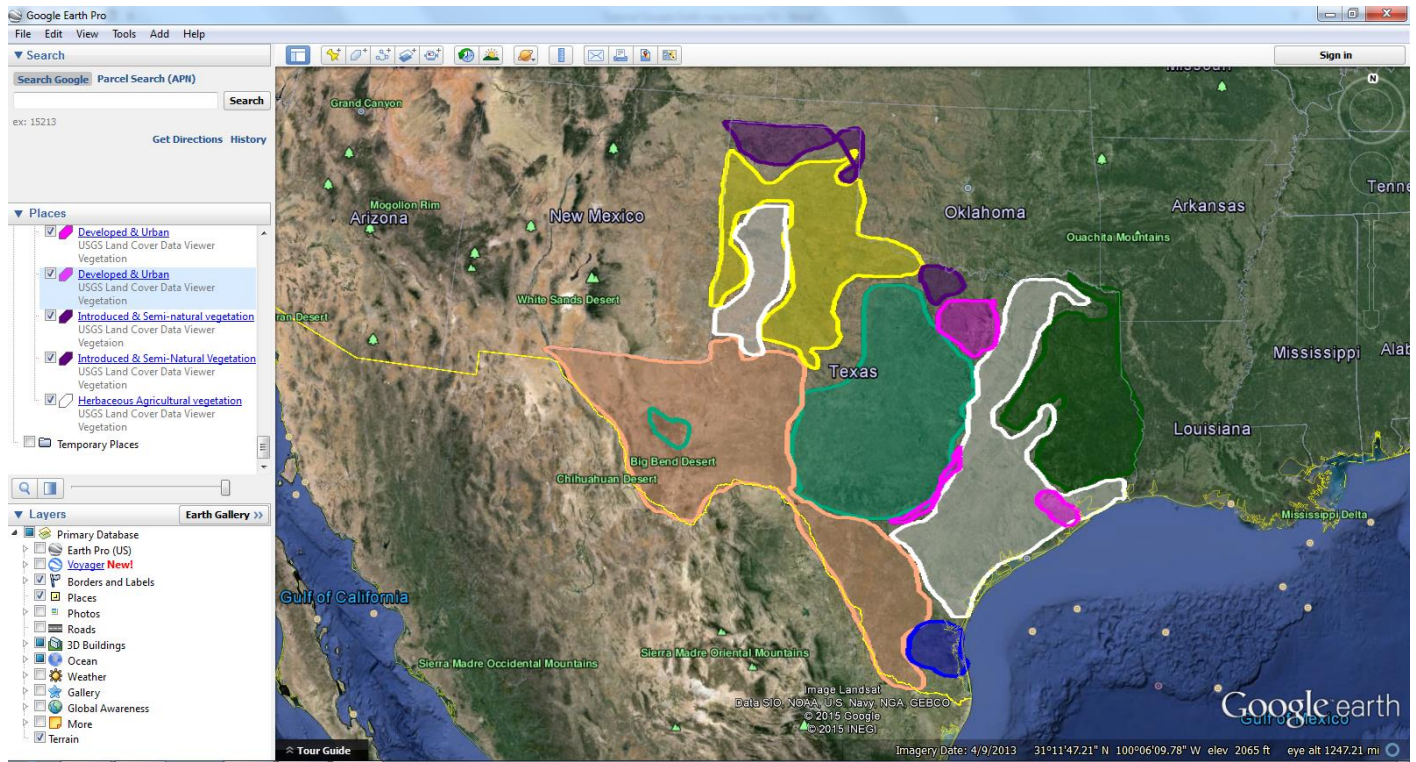 Google Earth Pro
File Edit View Tools Add Help
Search
Sign in
Search Google Parcel Search (APN)
Search
ex: 15213
Get Directions History
Places
Developed & Urban
USGS Land Cover Data Viewer
Vegetation
Developed & Urban
USGS Land Cover Data Viewer
Vegetation
Introduced & Semi-natural vegetation
USGS Land Cover Data Viewer
Vegetaion
Introduced & Semi-Natural Vegetation
USGS Land Cover Data Viewer
Vegetation
Herbaceous Agricultural vegetation
USGS Land Cover Data Viewer
Vegetation
Temporary Places
Layers
Earth Gallery >>
Primary Database
Earth Pro (US)
Voyager New!
Borders and Labels
Places
Photos
Roads
3D Buildings
Ocean
Weather
Gallery
Global Awareness
More
Terrain
Missouri
N
Grand Canyon
Tenne
Mogollon Rim
Arizona
New Mexico
Oklahoma
Arkansas
Ouachita Mountains
White Sands Desert
ran Desert
Mississippi
Alab
Texas
Louisiana
Big Bend Desert
Chihuahuan Desert
Mississippi Delta
Gulf of California
Sierra Madre Occidental Mountains
Sierra Madre Oriental Mountains
Image Landsat
Data SIO, NOAA, U.S. Navy, NGA, GEBCO
© 2015 Google
© 2015 INEGI
Google earth
Gulf of Mexico
Tour Guide
Imagery Date: 4/9/2013 31°11'47.21" N 100°06'09.78" W elev 2065 ft eye alt 1247.21 mi